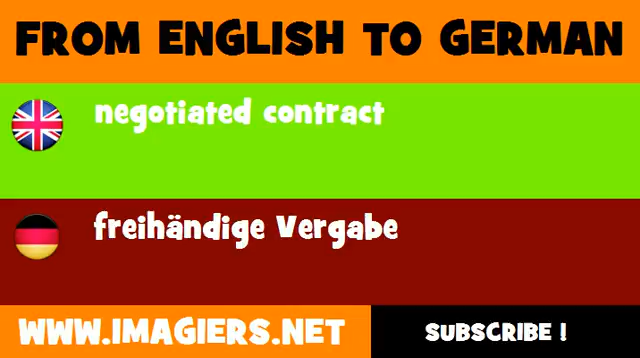 FROM ENGLISH TO GERMAN
negotiated contract
freihändige Vergabe
WWW.IMAGIERS.NET
SUBSCRIBE !